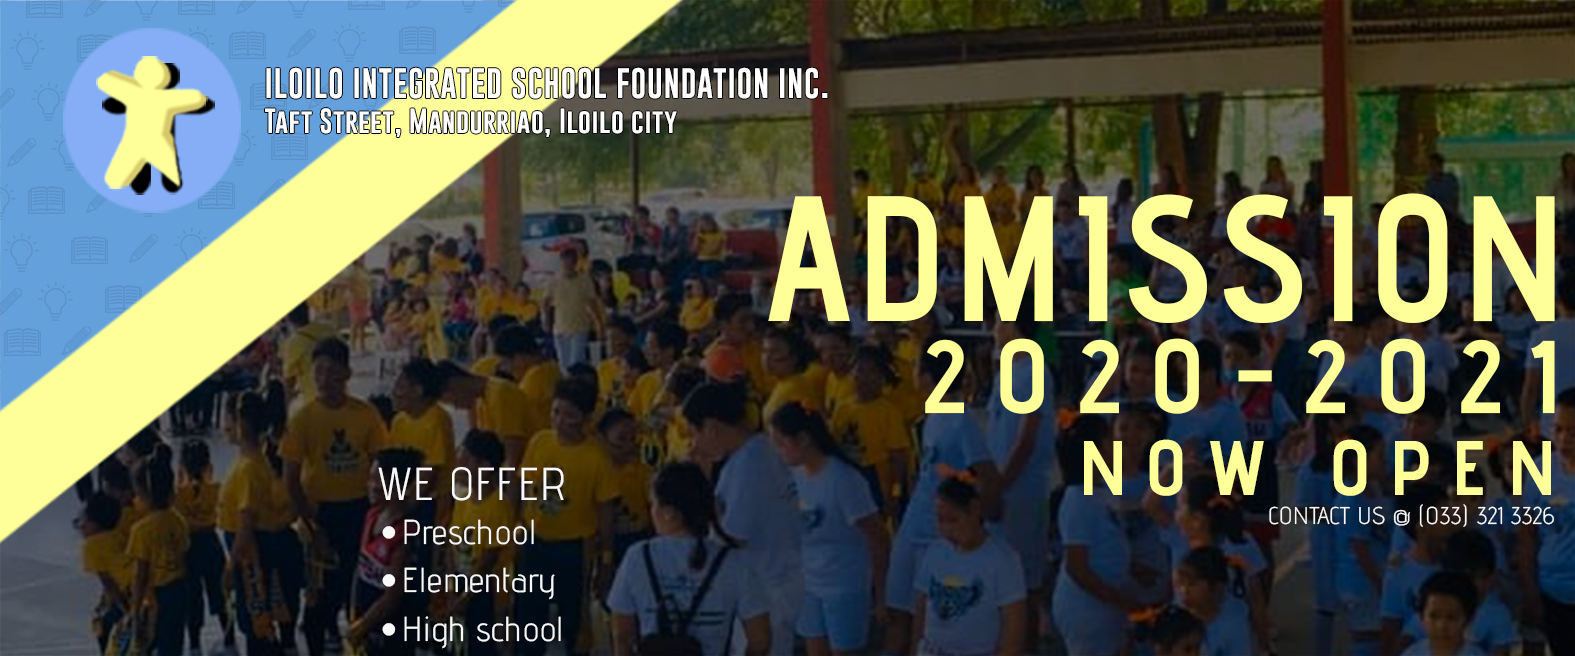 ILOILO INTEGRATED SCHOOL FOUNDATION INC.
TAFT STREET, MANDURRIAO, ILOILO CITY
ADMISSION
2020-2021
NOW OPEN
CONTACT US @ (033) 321 3326
WE OFFER
• Preschool
• Elementary
• High school